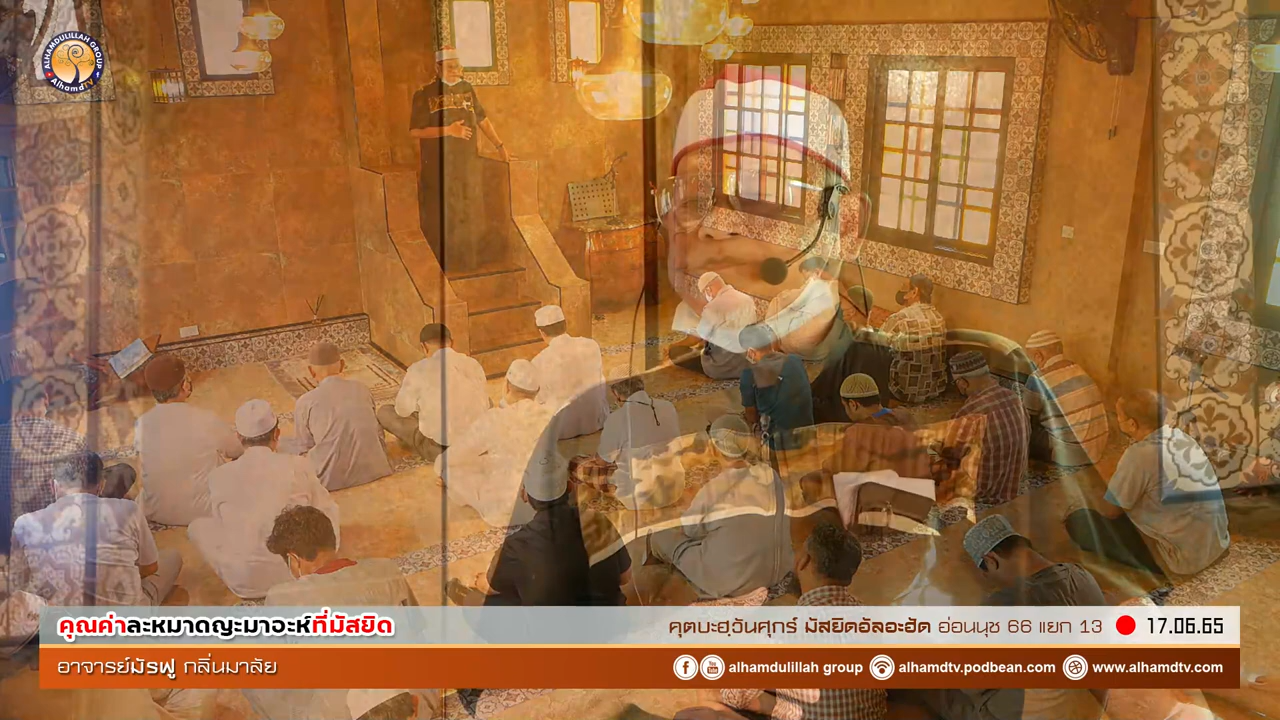 ALHAMDULILLAH GROUP
AlhamdTV
คุณค่าละหมาดญะมาอะห์ที่มัสยิด
คุตบะฮฺวันศุกร์ มัสยิดอัลอะฮัด อ่อนนุช 66 แยก 13
17.06.65
อาจารย์มัรฟู กลิ่นมาลัย
alhamdulillah group
alhamdtv.podbean.com
www.alhamdtv.com